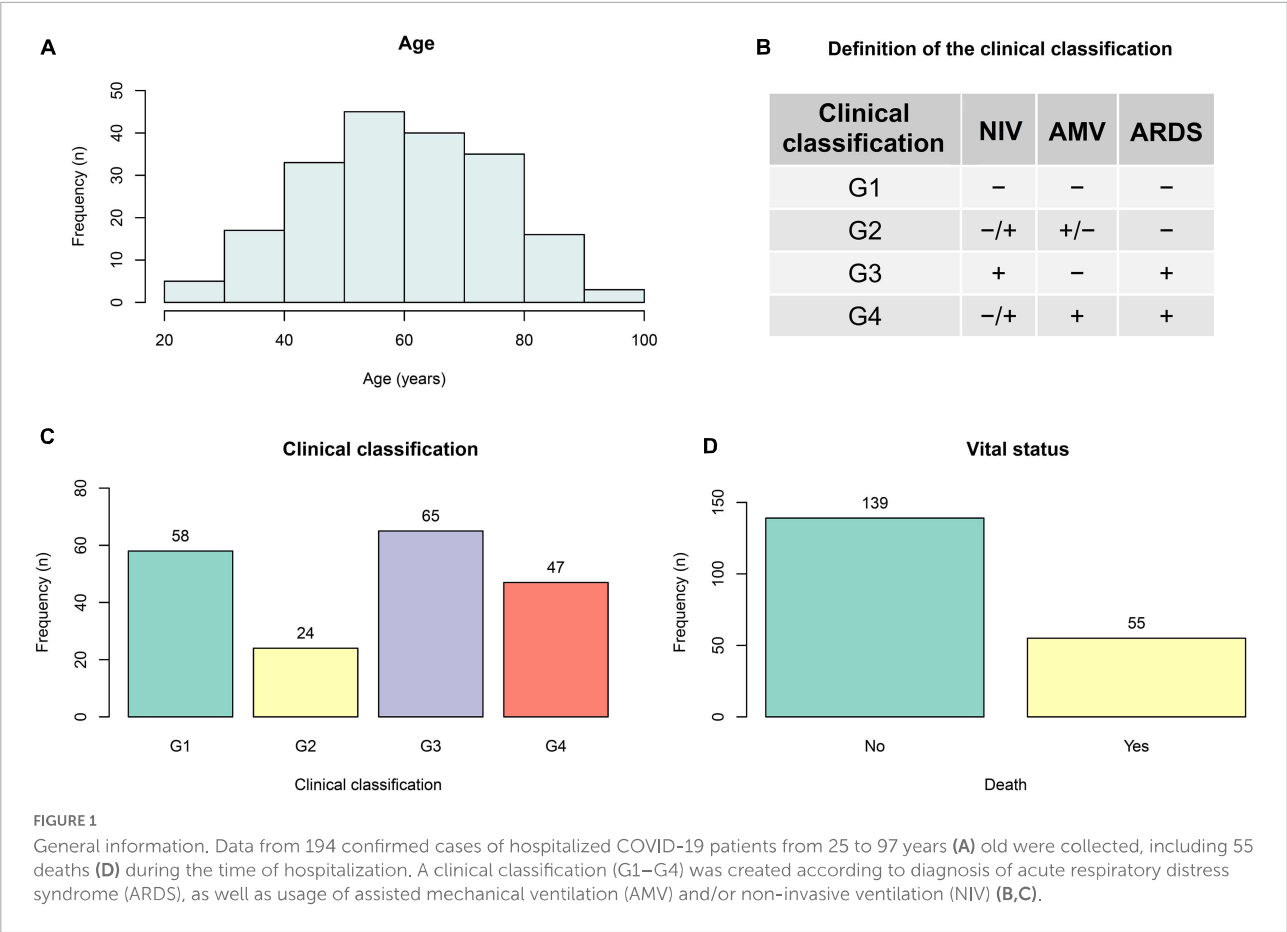 A
Age
50
40
30
20
10
0
Frequency (n)
20 40 60 80 100
Age (years)
B
Definition of the clinical classification
Clinical classification NIV AMV ARDS
G1 − − −
G2 −/+ +/− −
G3 + − +
G4 −/+ + +
C
Clinical classification
80
60
40
20
0
Frequency (n)
58
24
65
47
G1 G2 G3 G4
Clinical classification
D
Vital status
150
100
50
0
Frequency (n)
139
55
No Yes
Death
FIGURE 1
General information. Data from 194 confirmed cases of hospitalized COVID-19 patients from 25 to 97 years (A) old were collected, including 55
deaths (D) during the time of hospitalization. A clinical classification (G1–G4) was created according to diagnosis of acute respiratory distress
syndrome (ARDS), as well as usage of assisted mechanical ventilation (AMV) and/or non-invasive ventilation (NIV) (B,C).